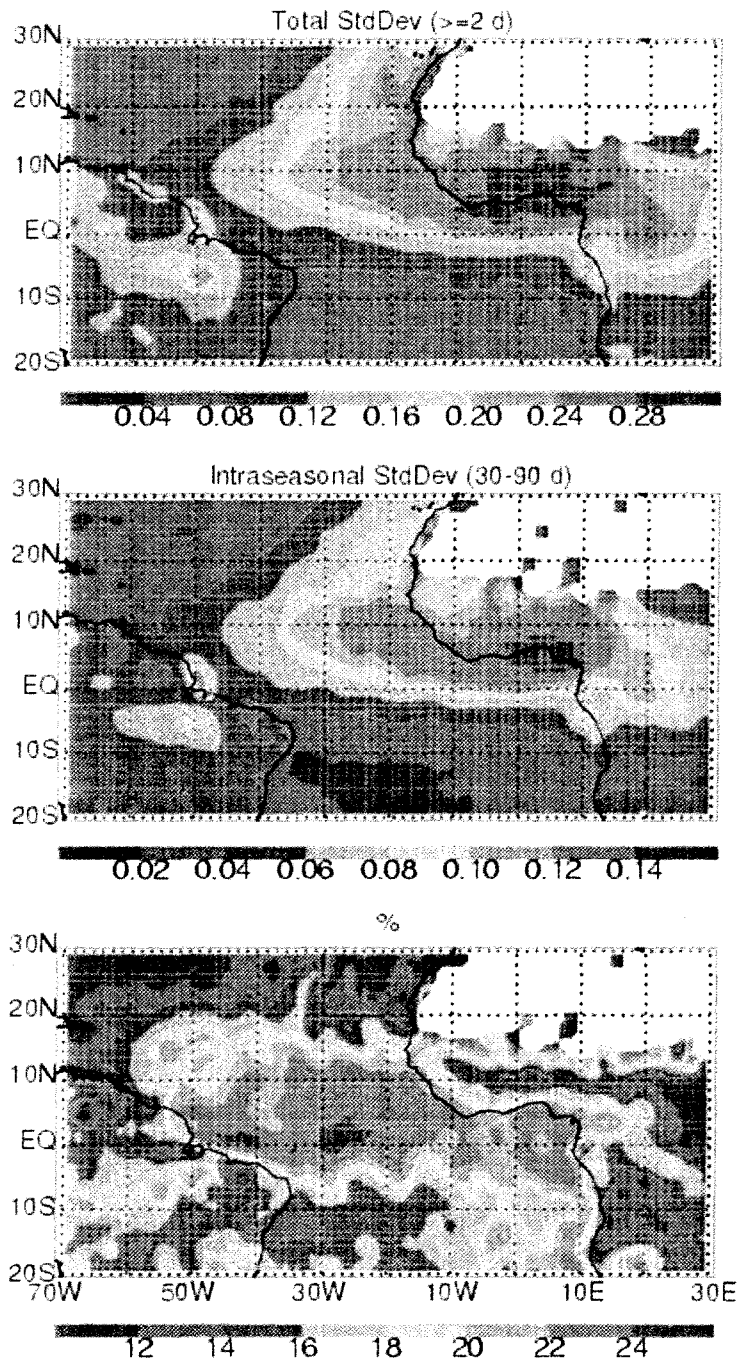 Total StdDev (>=2 d)
30N
20N
10N
EQ
10S
20S
0.04 0.08 0.12 0.16 0.20 0.24 0.28
Intraseasonal StdDev (30-90 d)
30N
20N
10N
EQ
10S
20S
0.02 0.04 0.06 0.08 0.10 0.12 0.14
%
30N
20N
10N
EQ
10S
20S
70W 50W 30W 10W 10E 30E
12 14 16 18 20 22 24